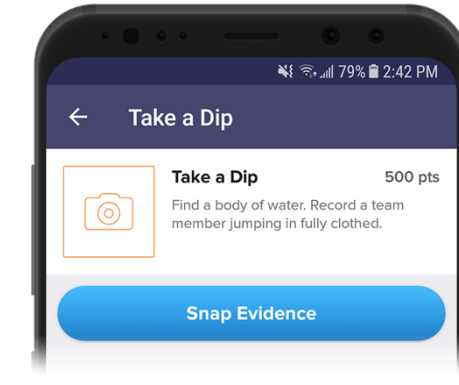 79% 2:42 PM
Take a Dip
Take a Dip 500 pts
Find a body of water. Record a team
member jumping in fully clothed.
Snap Evidence